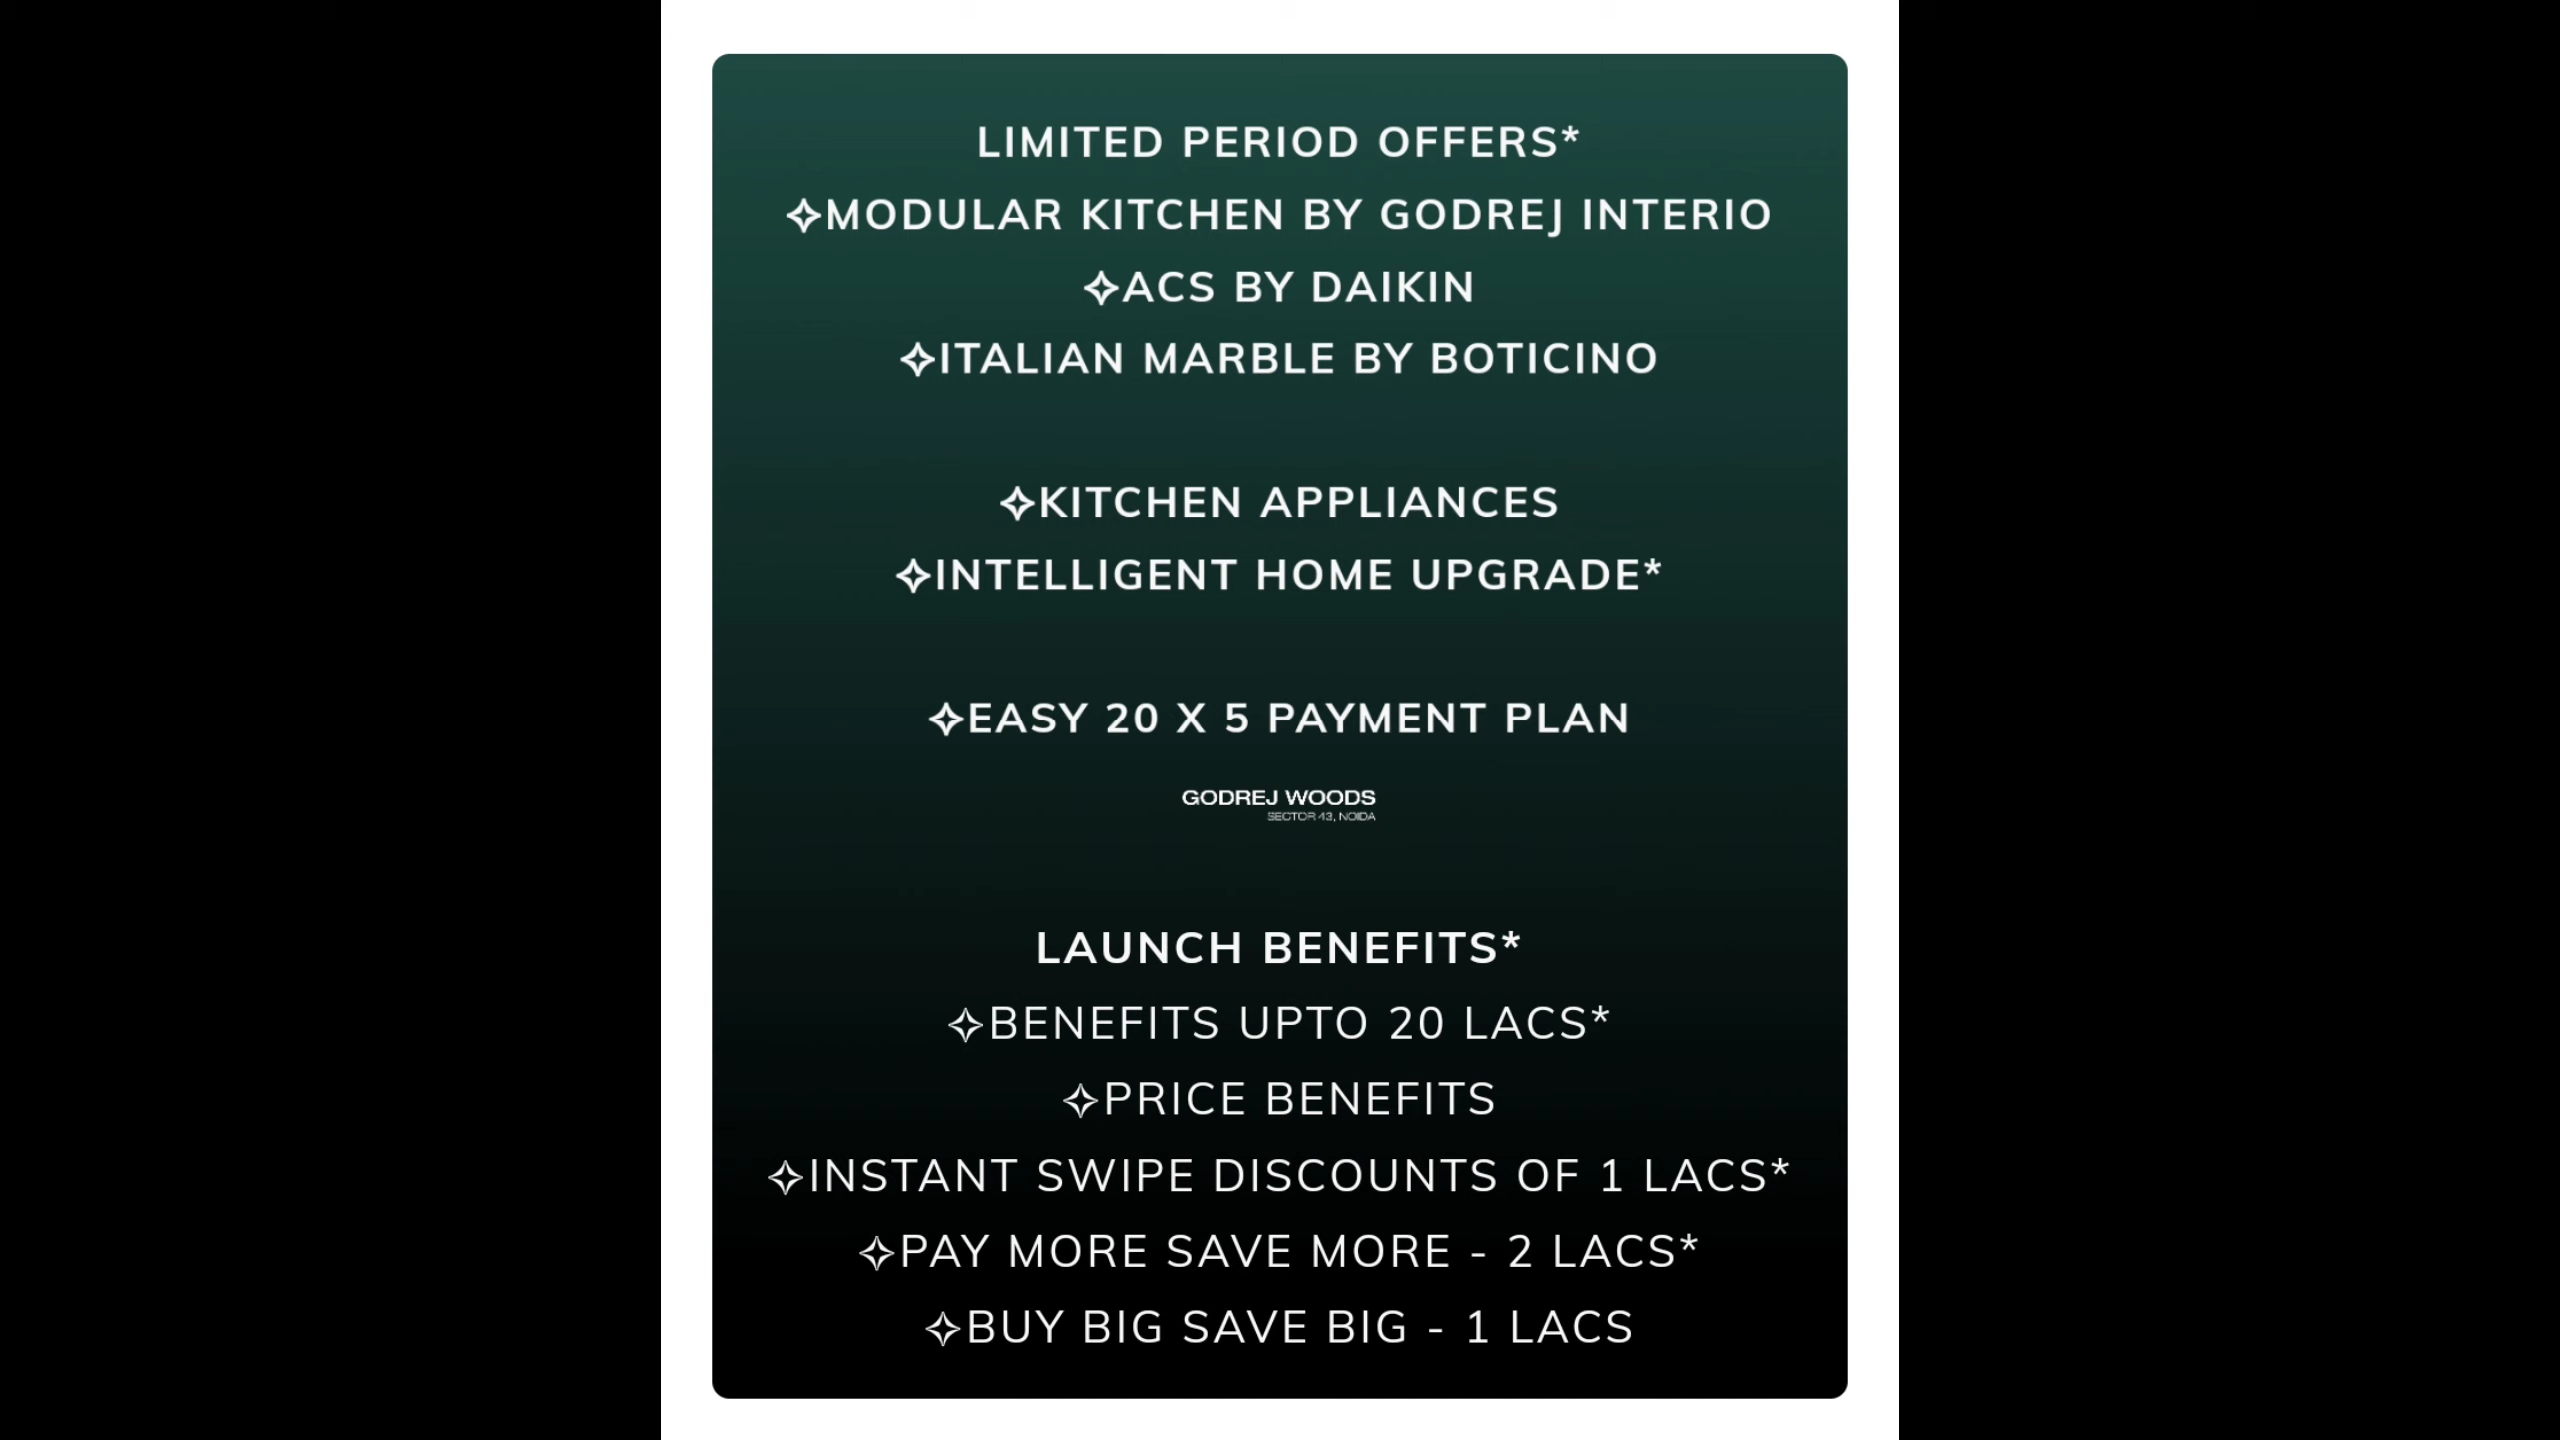 LIMITED PERIOD OFFERS*
✧MODULAR KITCHEN BY GODREJ INTERIO
✧ACS BY DAIKIN
✧ITALIAN MARBLE BY BOTICINO
✧KITCHEN APPLIANCES
✧INTELLIGENT HOME UPGRADE*
✧EASY 20 X 5 PAYMENT PLAN
GODREJ WOODS
SECTOR 43, NOIDA
LAUNCH BENEFITS*
✧BENEFITS UPTO 20 LACS*
✧PRICE BENEFITS
✧INSTANT SWIPE DISCOUNTS OF 1 LACS*
✧PAY MORE SAVE MORE - 2 LACS*
✧BUY BIG SAVE BIG - 1 LACS